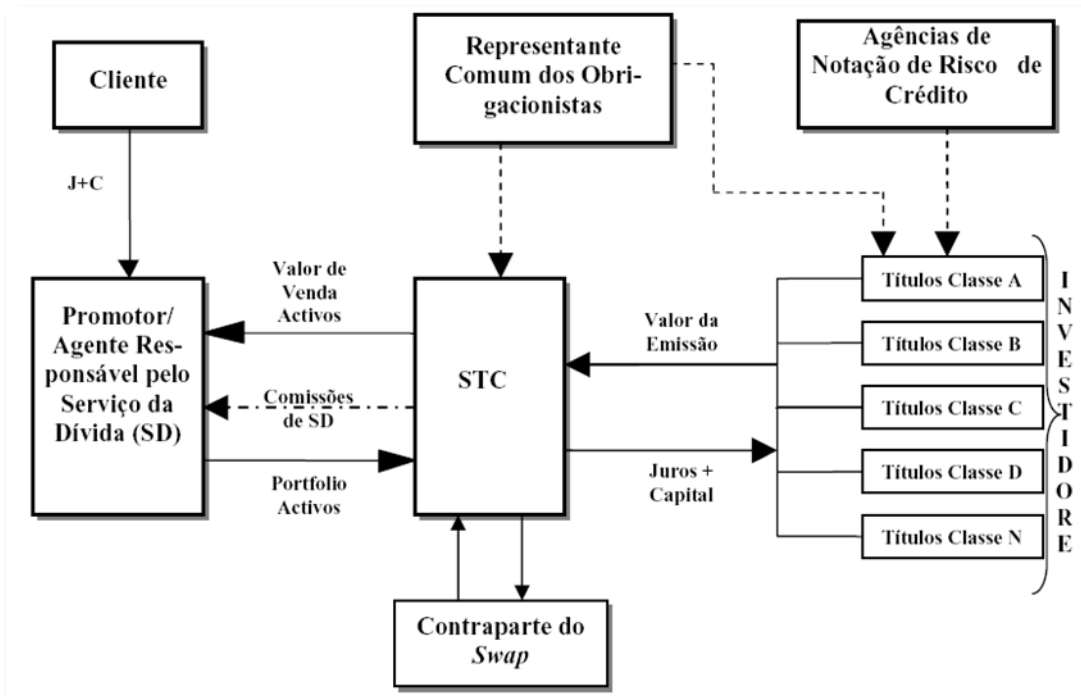 Cliente
Representante
Comum dos Obri-
gacionistas
Agências de
Notação de Risco de
Crédito
J+C
Promotor/
Agente Res-
ponsável pelo
Serviço da
Dívida (SD)
Valor de
Venda
Activos
Comissões
de SD
Portfolio
Activos
STC
Valor da
Emissão
Juros +
Capital
Títulos Classe A
Títulos Classe B
Títulos Classe C
Títulos Classe D
Títulos Classe N
INVESTIDORE
Contraparte do
Swap